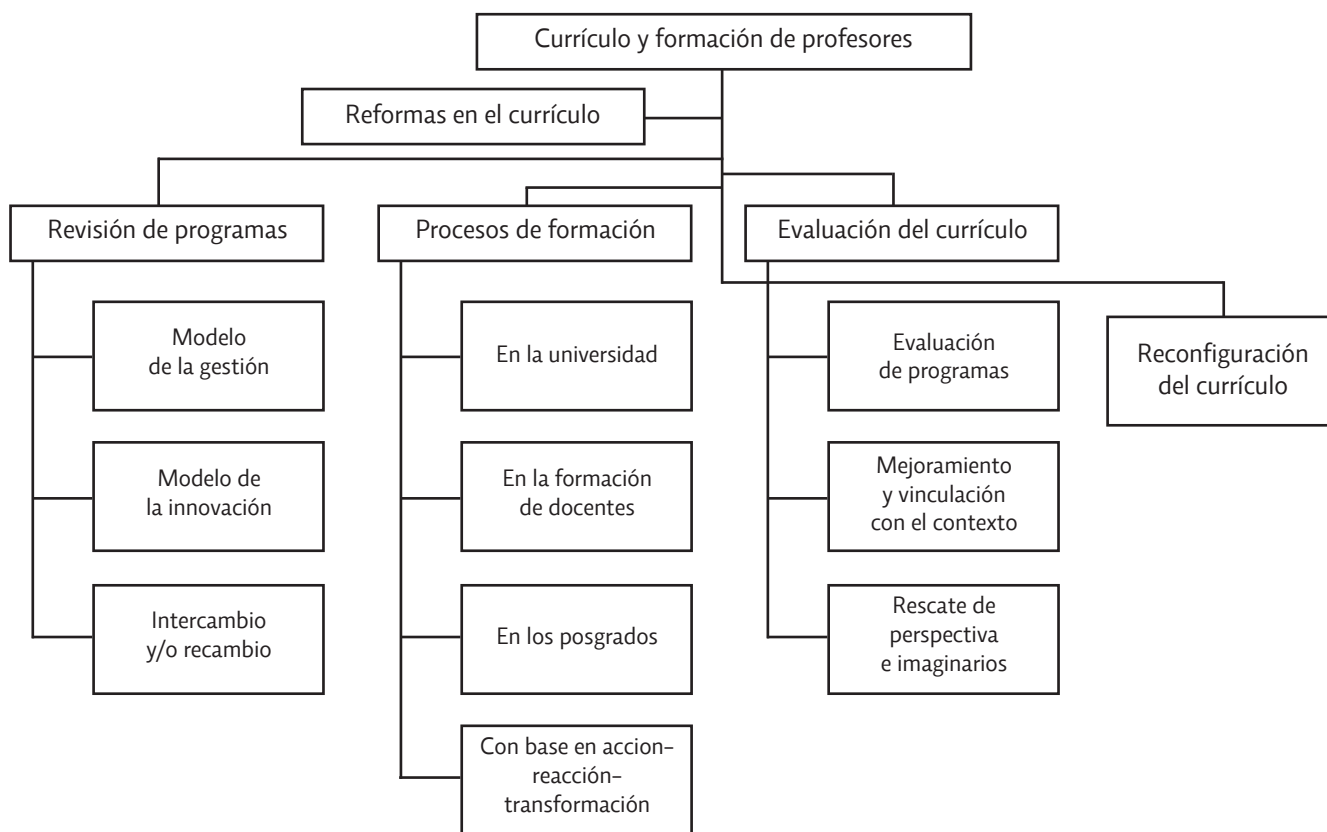 Currículo y formación de profesores
Reformas en el currículo
Revisión de programas
Procesos de formación
Evaluación del currículo
Modelo
de la gestión
En la universidad
Evaluación
de programas
Reconfiguración
del currículo
Modelo de
la innovación
En la formación
de docentes
Mejoramiento
y vinculación
con el contexto
Intercambio
y/o recambio
En los posgrados
Rescate de
perspectiva
e imaginarios
Con base en accion–
reacción–
transformación